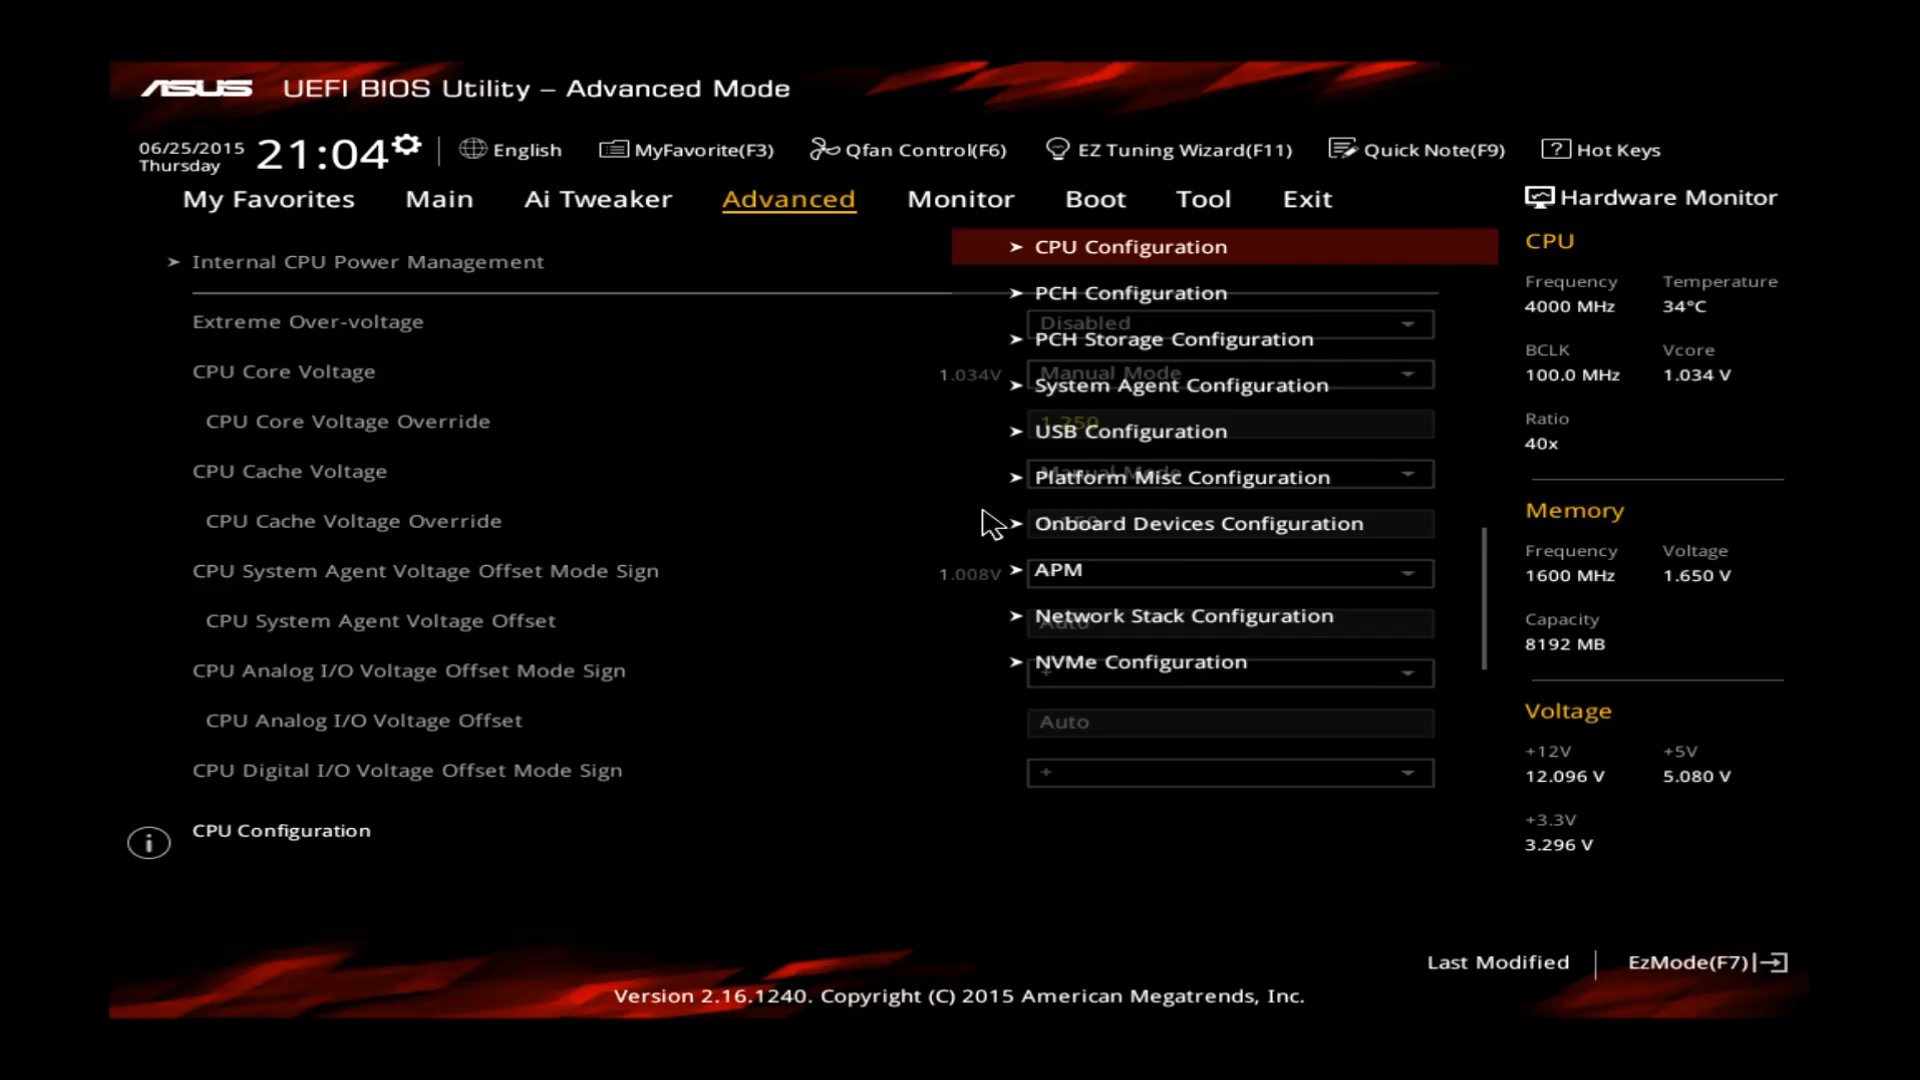 ASUS UEFI BIOS Utility – Advanced Mode
06/25/2015
Thursday
21:04
English
MyFavorite(F3)
Qfan Control(F6)
EZ Tuning Wizard(F11)
Quick Note(F9)
? Hot Keys
My Favorites
Main
Ai Tweaker
Advanced
Monitor
Boot
Tool
Exit
Internal CPU Power Management
Extreme Over-voltage
Disabled
CPU Core Voltage
1.034V
Manual Mode
CPU Core Voltage Override
1.250
CPU Cache Voltage
Manual Mode
CPU Cache Voltage Override
CPU System Agent Voltage Offset Mode Sign
1.008V
CPU System Agent Voltage Offset
Auto
CPU Analog I/O Voltage Offset Mode Sign
+
CPU Analog I/O Voltage Offset
Auto
CPU Digital I/O Voltage Offset Mode Sign
+
CPU Configuration
PCH Configuration
PCH Storage Configuration
System Agent Configuration
USB Configuration
Platform Misc Configuration
Onboard Devices Configuration
APM
Network Stack Configuration
NVMe Configuration
i
CPU Configuration
Hardware Monitor
CPU
Frequency
Temperature
4000 MHz
34°C
BCLK
Vcore
100.0 MHz
1.034 V
Ratio
40x
Memory
Frequency
Voltage
1600 MHz
1.650 V
Capacity
8192 MB
Voltage
+12V
+5V
12.096 V
5.080 V
+3.3V
3.296 V
Last Modified
EzMode(F7)
Version 2.16.1240. Copyright (C) 2015 American Megatrends, Inc.